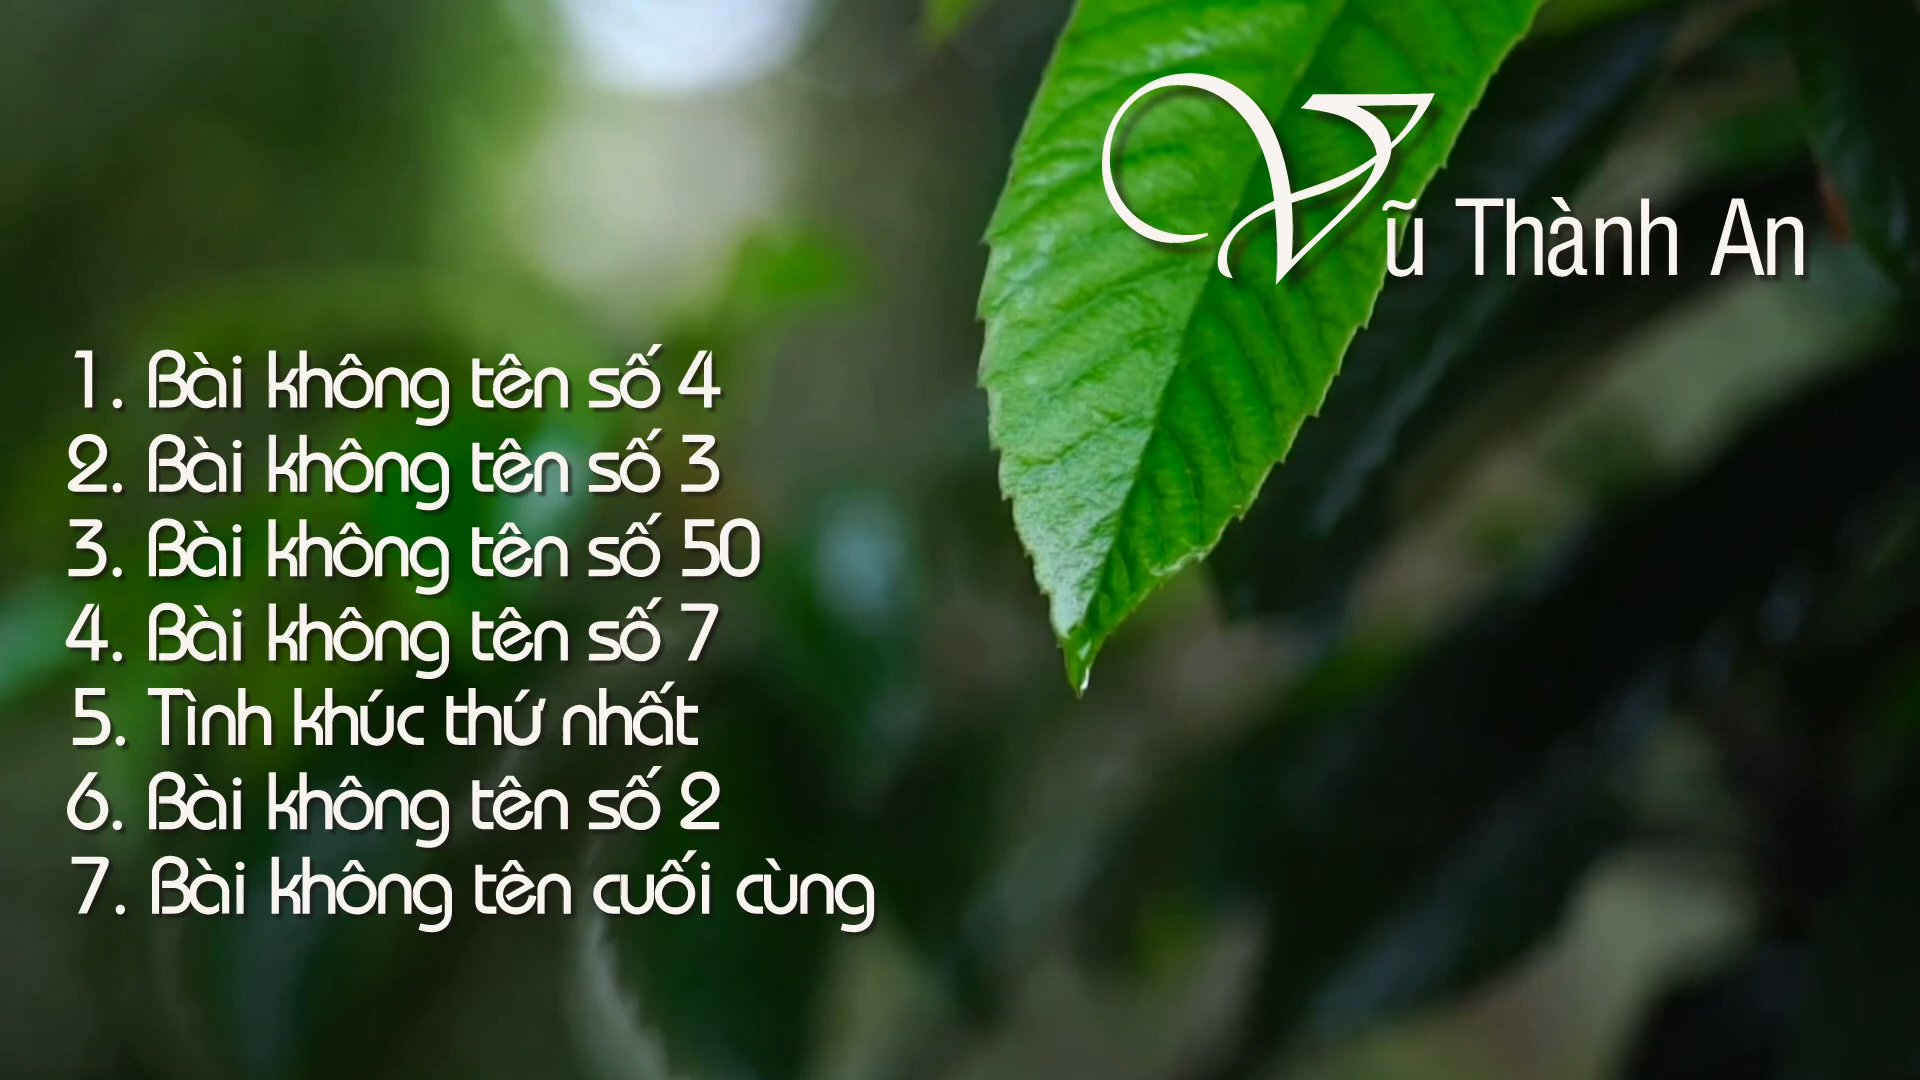 Vũ Thành An
1. Bài không tên số 4
2. Bài không tên số 3
3. Bài không tên số 50
4. Bài không tên số 7
5. Tình khúc thứ nhất
6. Bài không tên số 2
7. Bài không tên cuối cùng